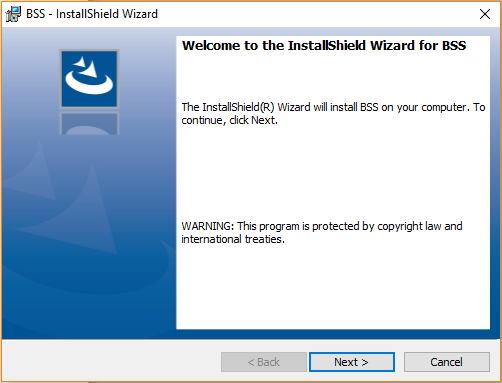 BSS - InstallShield Wizard
Welcome to the InstallShield Wizard for BSS
The InstallShield(R) Wizard will install BSS on your computer. To
continue, click Next.
WARNING: This program is protected by copyright law and
international treaties.
< Back Next > Cancel